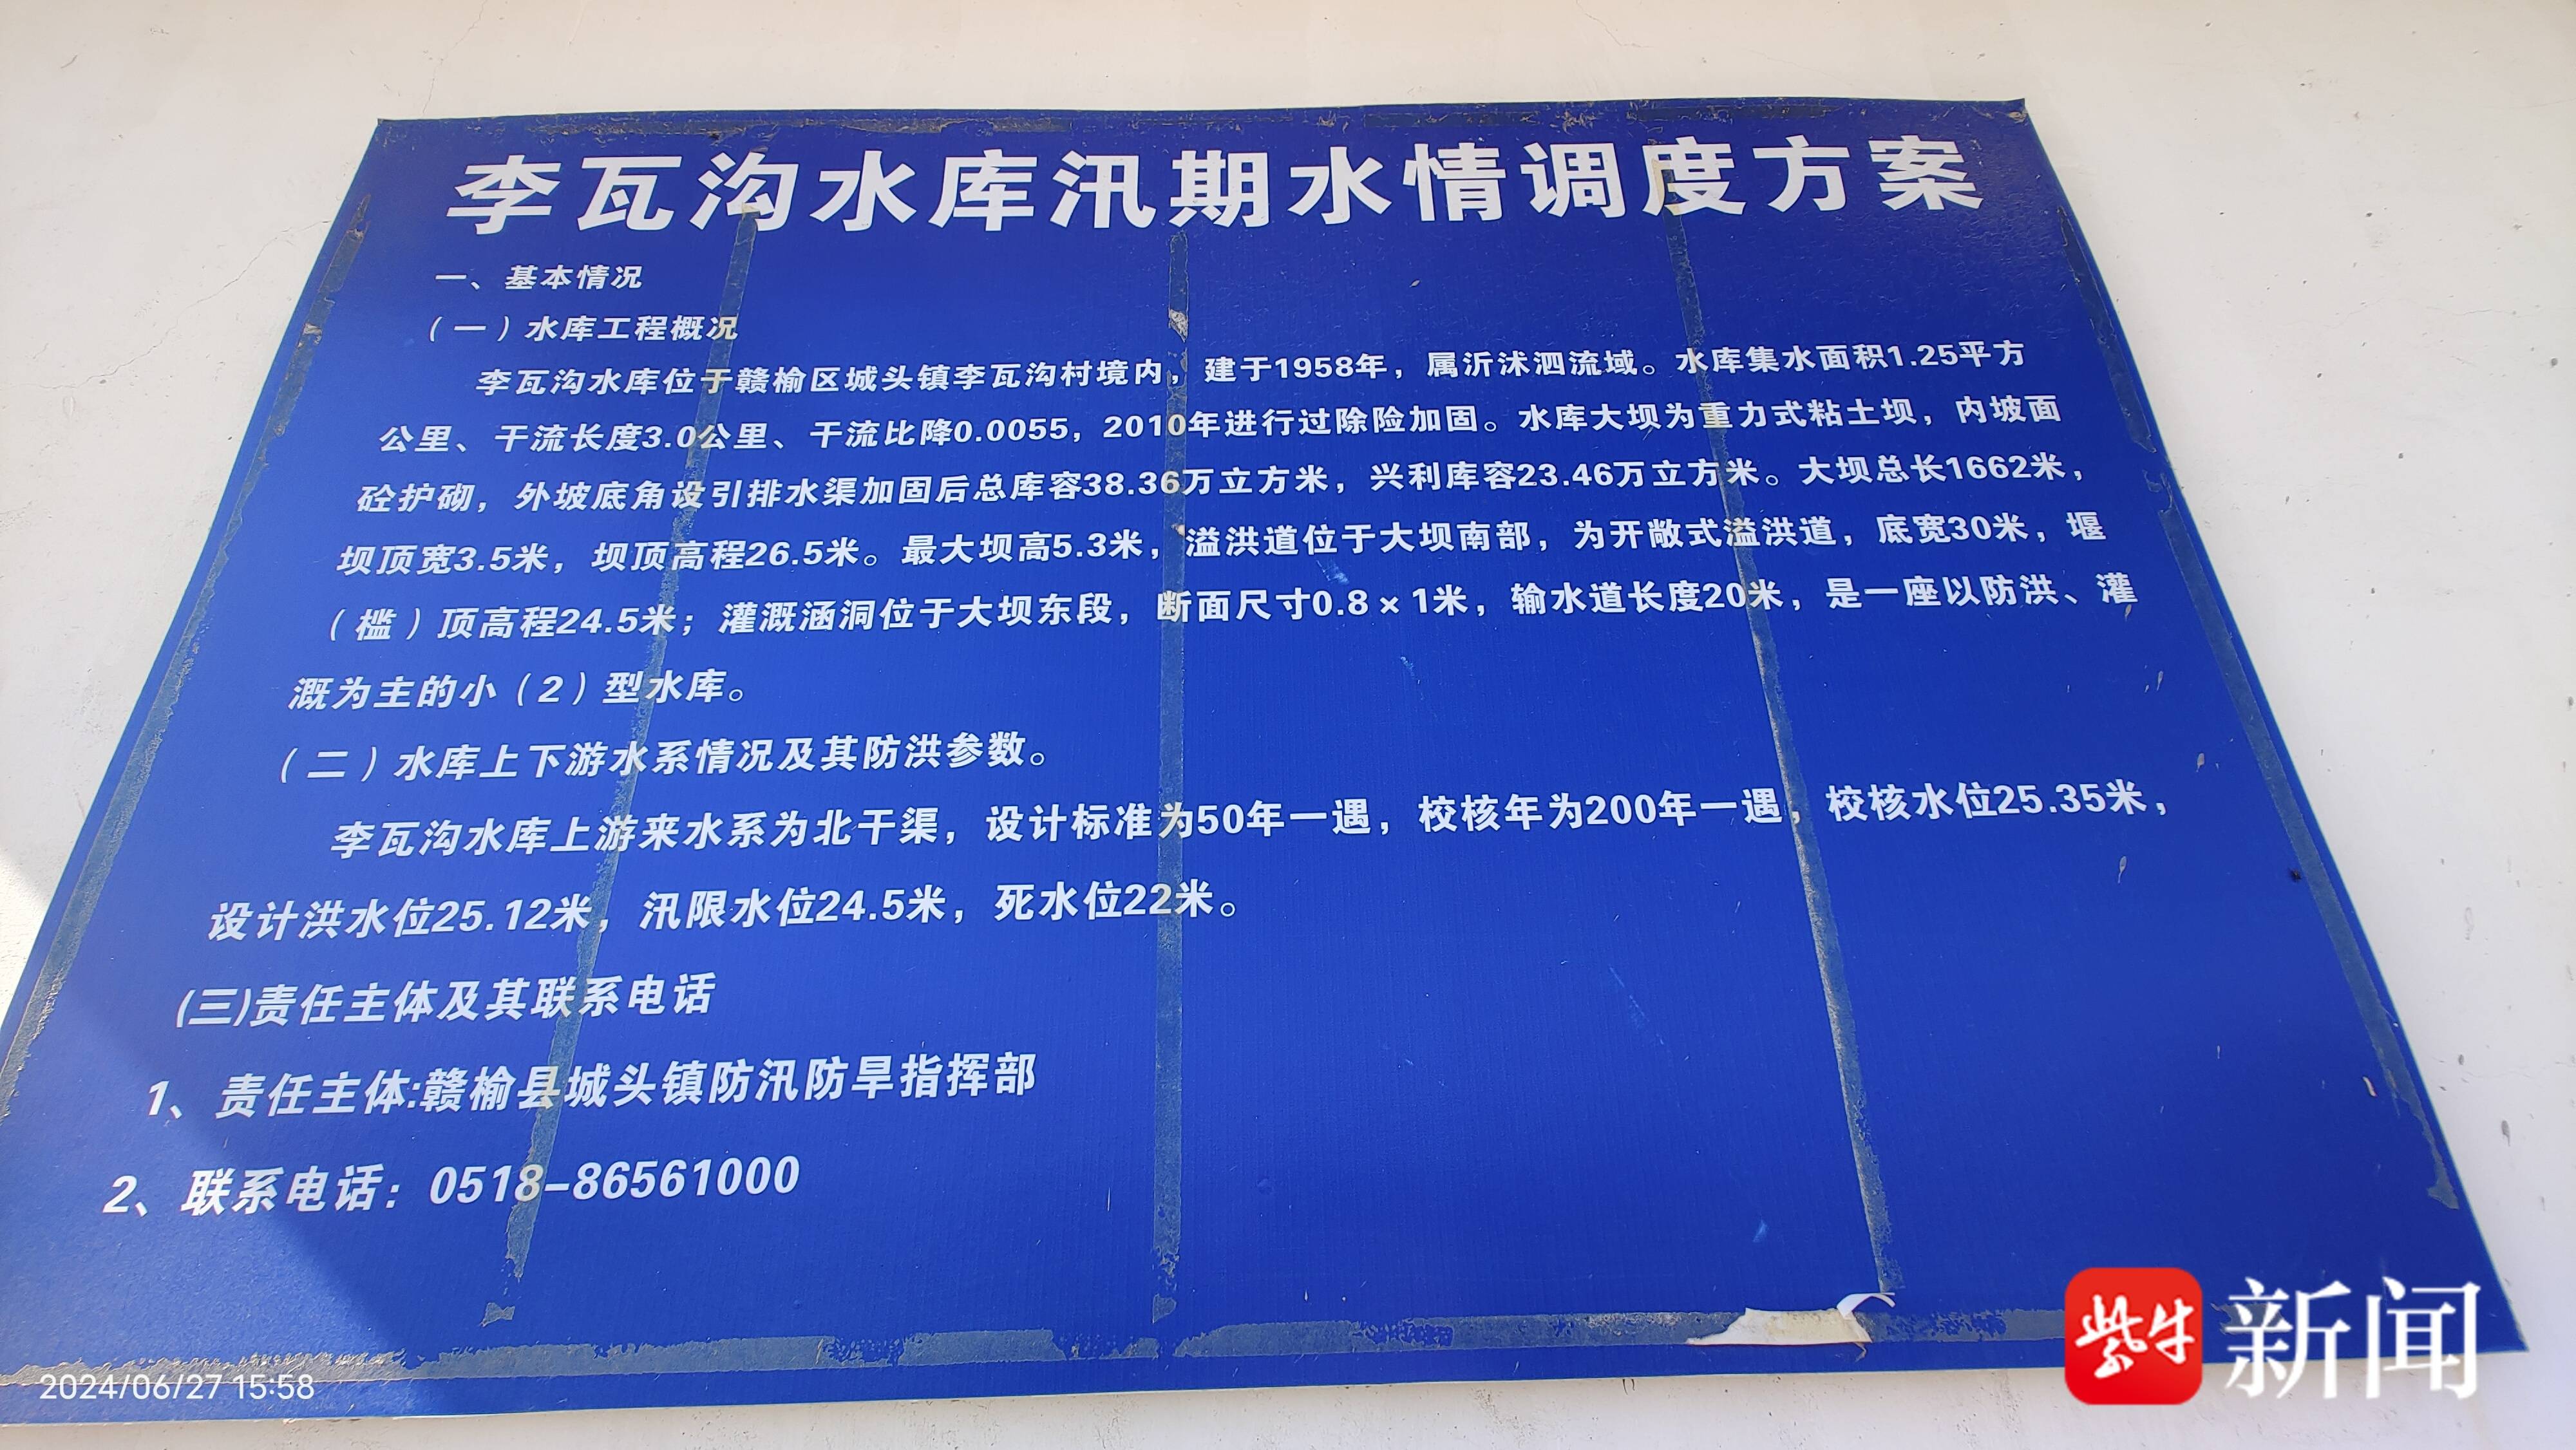 李瓦沟水库汛期水情调度方案
一、基本情况
（一）水库工程概况
李瓦沟水库位于赣榆区城头镇李瓦沟村境内，建于1958年，属沂沭泗流域。水库集水面积1.25平方
公里、干流长度3.0公里、干流比降0.0055，2010年进行过除险加固。水库大坝为重力式粘土坝，内坡面
砼护砌，外坡底角设引排水渠加固后总库容38.36万立方米，兴利库容23.46万立方米。大坝总长1662米，
坝顶宽3.5米，坝顶高程26.5米。最大坝高5.3米，溢洪道位于大坝南部，为开敞式溢洪道，底宽30米，堰
（槛）顶高程24.5米；灌溉涵洞位于大坝东段，断面尺寸0.8×1米，输水道长度20米，是一座以防洪、灌
溉为主的小（2）型水库。
（二）水库上下游水系情况及其防洪参数。
李瓦沟水库上游来水系为北干渠，设计标准为50年一遇，校核年为200年一遇，校核水位25.35米，
设计洪水位25.12米，汛限水位24.5米，死水位22米。
(三)责任主体及其联系电话
1、责任主体:赣榆县城头镇防汛防旱指挥部
2、联系电话：0518-86561000
2024/06/27 15:58
紫牛新闻